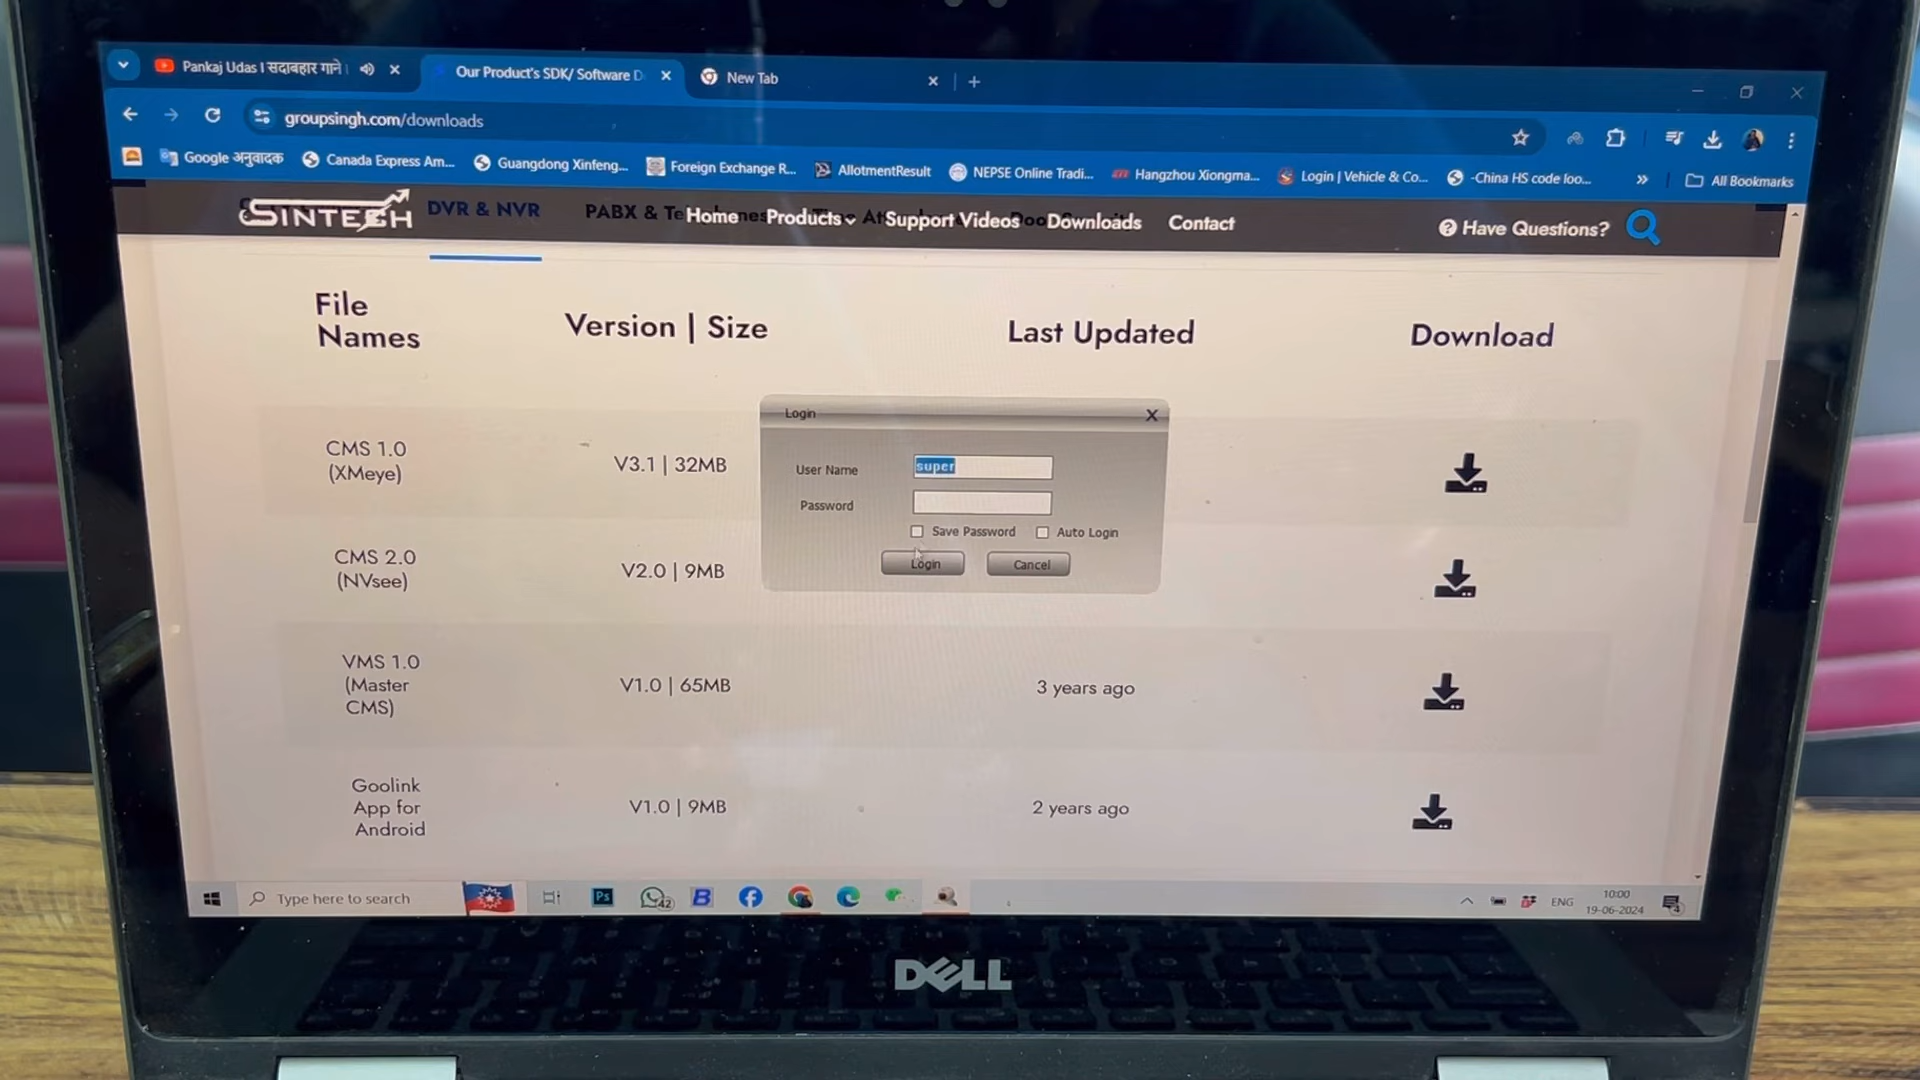 Pankaj Udas I सदाबहार गाने
Our Product's SDK/ Software D
New Tab
groupsingh.com/downloads
Google अनुवादक
Canada Express Am...
Guangdong Xinfeng...
Foreign Exchange R...
AllotmentResult
NEPSE Online Tradi...
Hangzhou Xiongma...
Login | Vehicle & Co...
-China HS code loo...
All Bookmarks
SINTECH
DVR & NVR
PABX & Te
Home
Products
Support Videos
Downloads
Contact
Have Questions?
File Names
Version | Size
Last Updated
Download
CMS 1.0
(XMeye)
V3.1 | 32MB
Login
X
User Name
super
Password
Save Password
Auto Login
Login
Cancel
CMS 2.0
(NVsee)
V2.0 | 9MB
VMS 1.0
(Master
CMS)
V1.0 | 65MB
3 years ago
Goolink
App for
Android
V1.0 | 9MB
2 years ago
Type here to search
Ps
42
B
ENG
10:00
19-06-2024
4
DELL